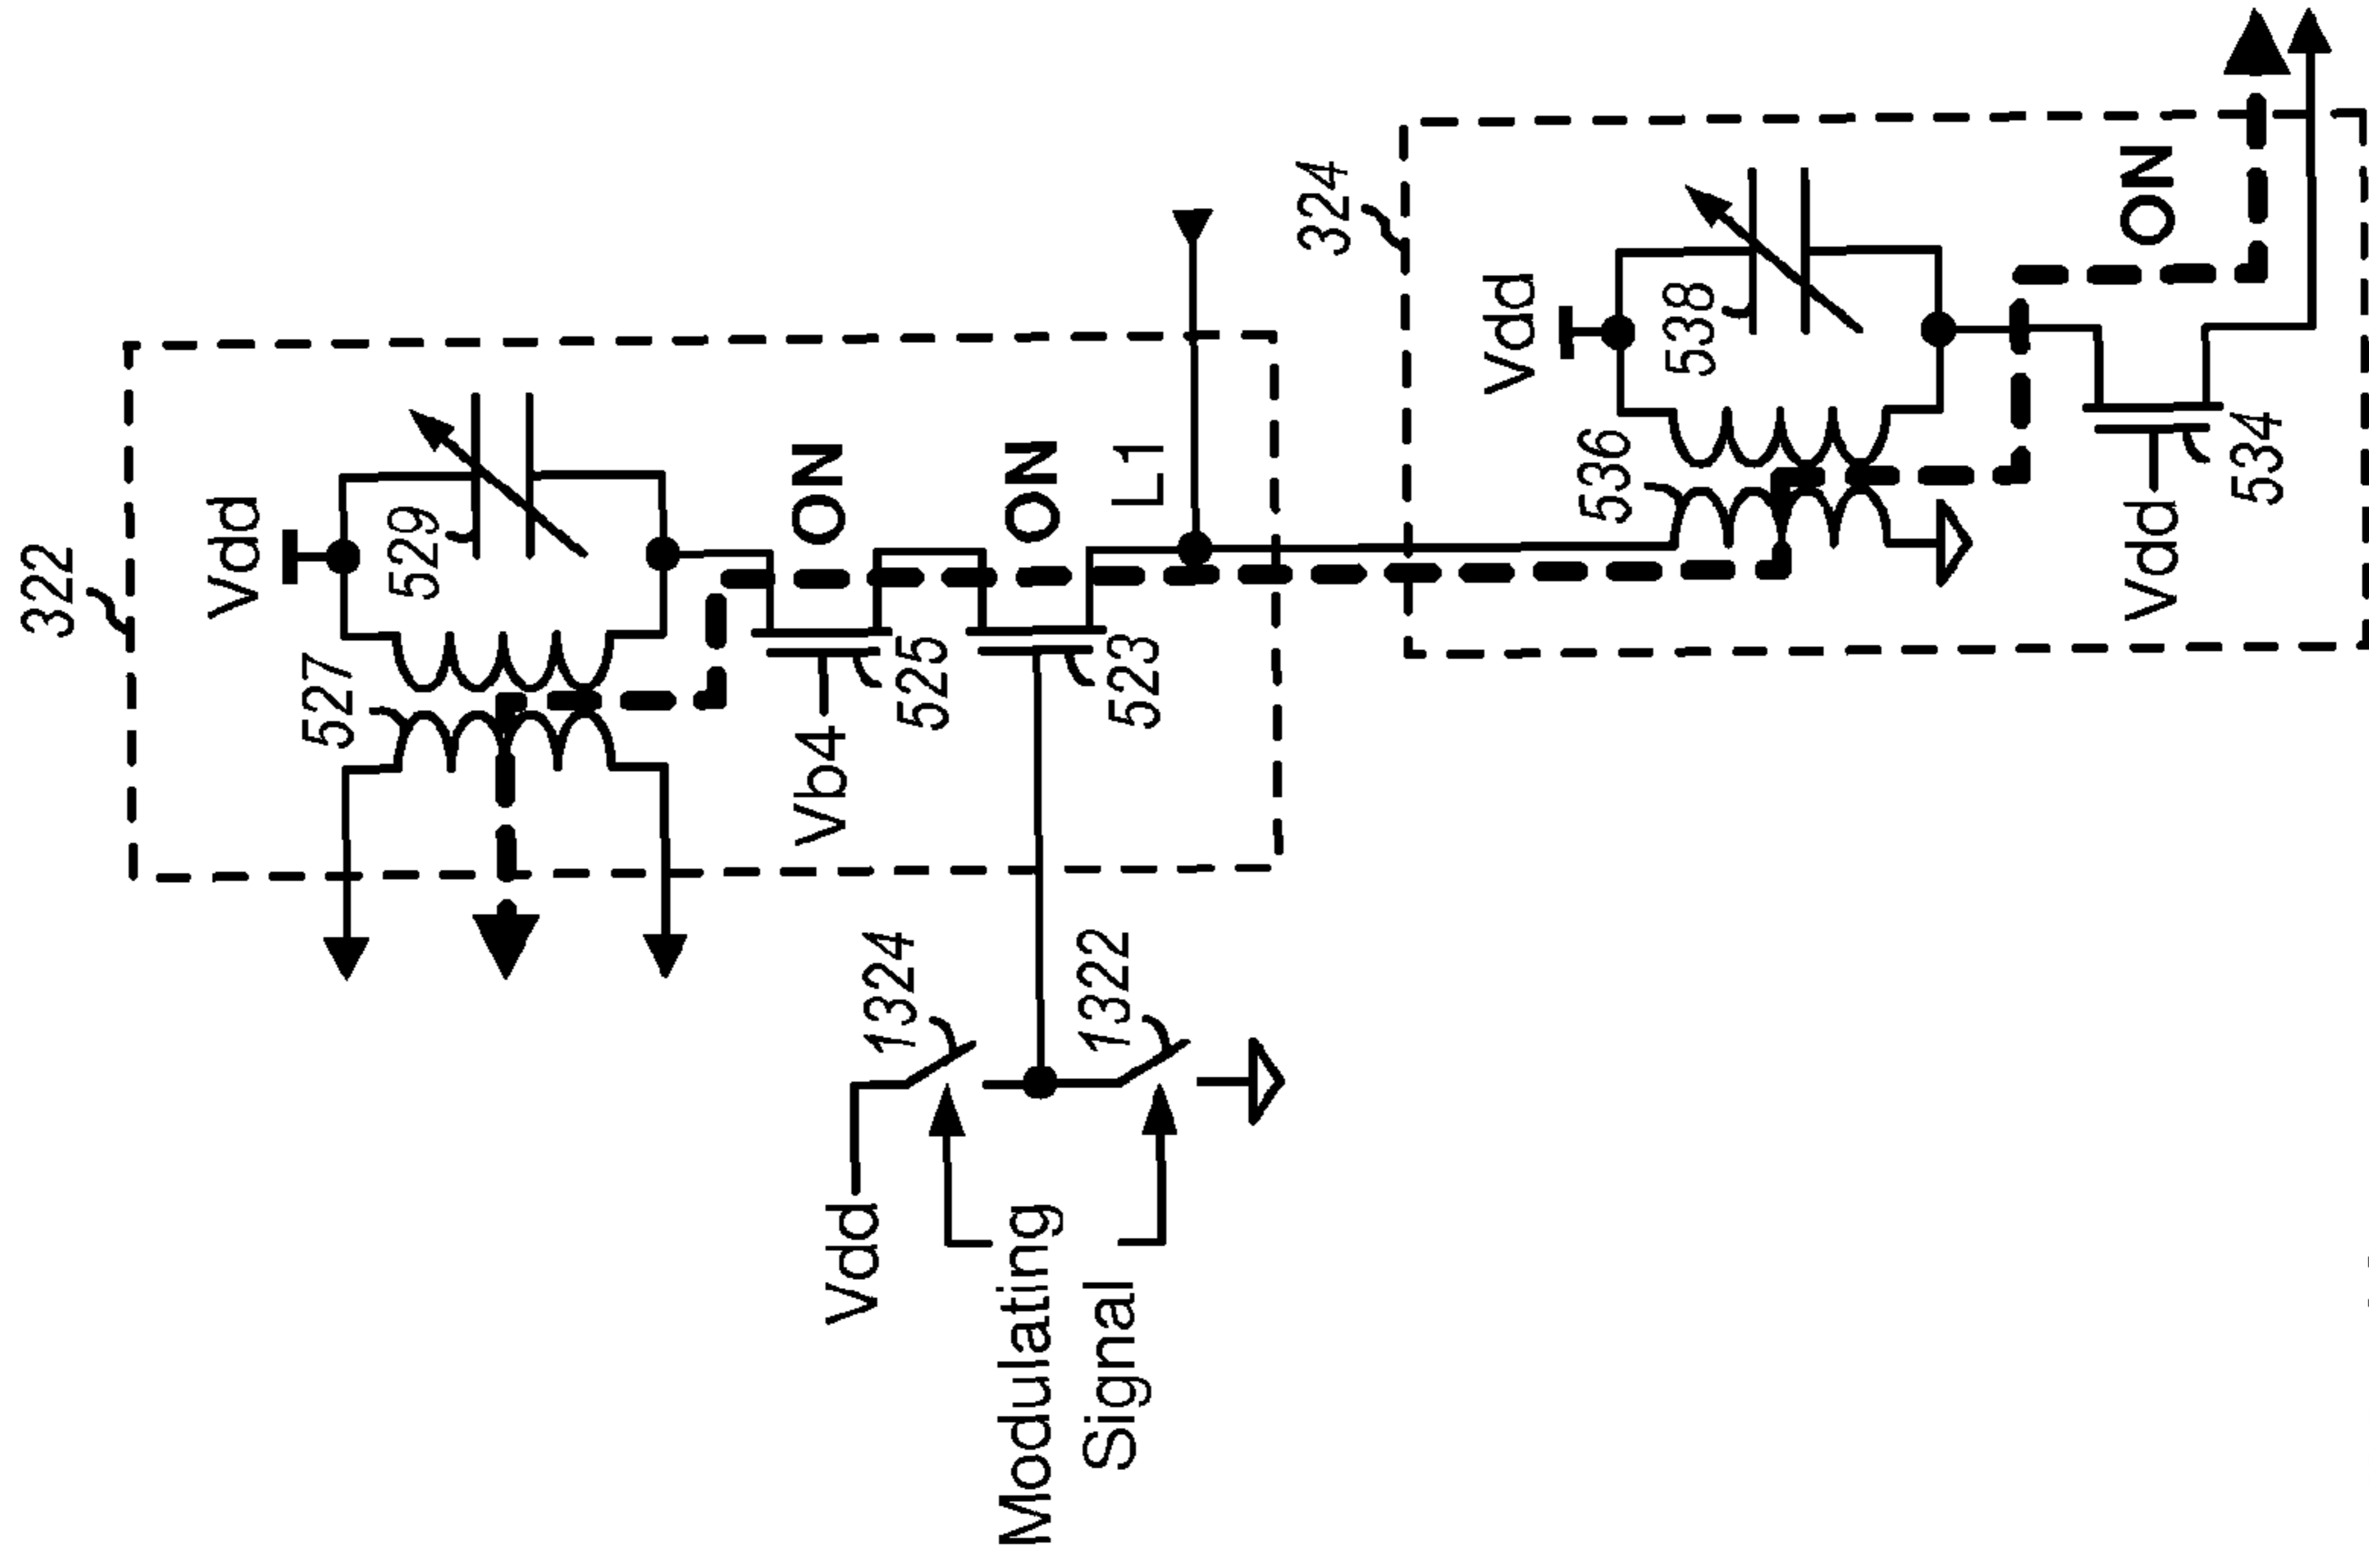 322
Vdd
527
529
Vb4
525
ON
523
ON
L1
1324
1322
Vdd
Modulating
Signal
324
Vdd
536
538
Vdd
534
ON